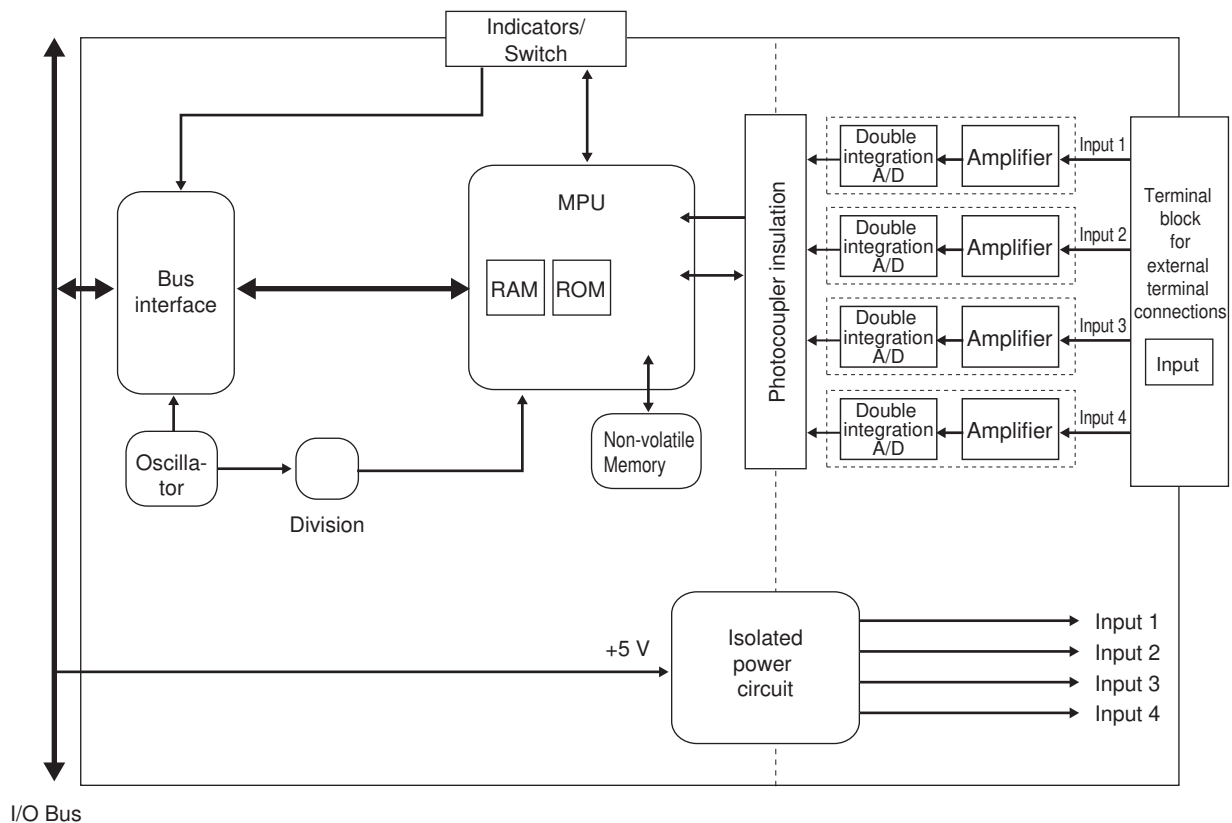 Indicators/
Switch
Bus
interface
MPU
RAM
ROM
Non-volatile
Memory
Oscilla-
tor
Division
Photocoupler insulation
Double
integration
A/D
Amplifier
Input 1
Double
integration
A/D
Amplifier
Input 2
Double
integration
A/D
Amplifier
Input 3
Double
integration
A/D
Amplifier
Input 4
Terminal
block
for
external
terminal
connections
Input
+5 V
Isolated
power
circuit
Input 1
Input 2
Input 3
Input 4
I/O Bus